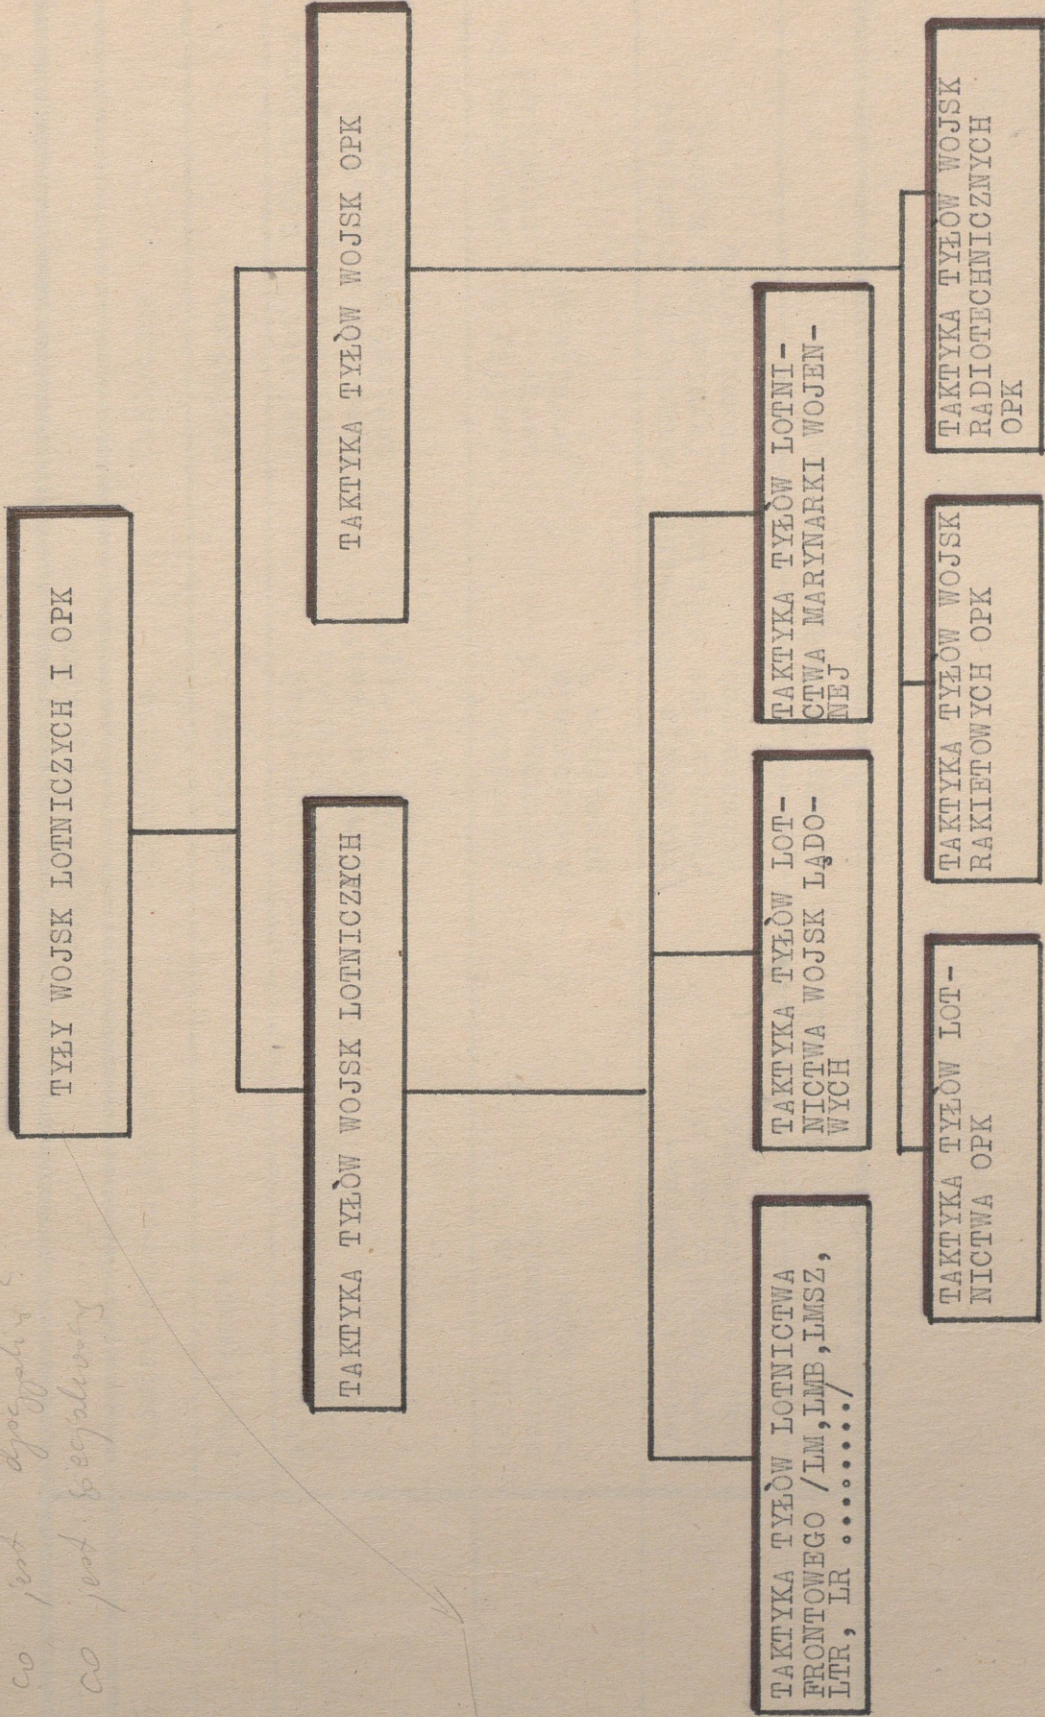 co jest
co jest
TYŁY WOJSK LOTNICZYCH I OPK
TAKTYKA TYŁÓW WOJSK LOTNICZYCH
TAKTYKA TYŁÓW WOJSK OPK
TAKTYKA TYŁÓW LOTNICTWA
FRONTOWEGO /LM,LMB,LMSZ,
LTR, LR ......../
TAKTYKA TYŁÓW LOT-
NICTWA WOJSK LĄDO-
WYCH
TAKTYKA TYŁÓW LOTNI-
CTWA MARYNARKI WOJEN-
NEJ
TAKTYKA TYŁÓW LOT-
NICTWA OPK
TAKTYKA TYŁÓW WOJSK
RAKIETOWYCH OPK
TAKTYKA TYŁÓW WOJSK
RADIOTECHNICZNYCH
OPK